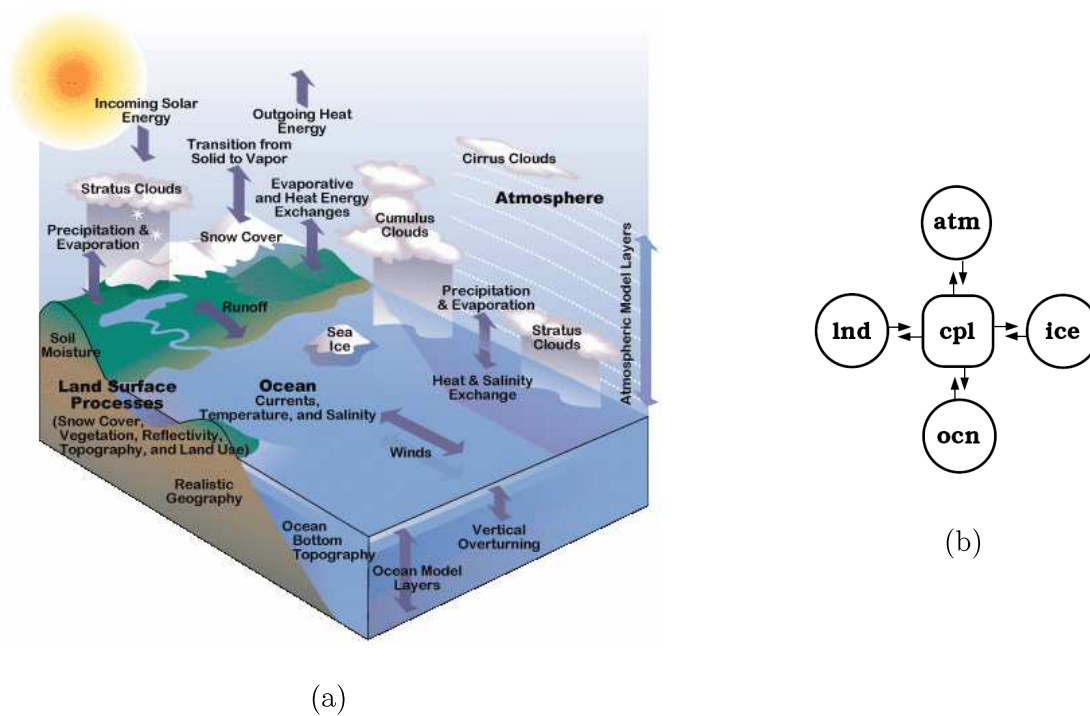 Incoming Solar
Energy
Outgoing Heat
Energy
Transition from
Solid to Vapor
Stratus Clouds
Evaporative
and Heat Energy
Exchanges
Cirrus Clouds
Atmosphere
Precipitation &
Evaporation
Snow Cover
Cumulus
Clouds
Atmospheric Model Layers
Runoff
Precipitation
& Evaporation
Sea
Ice
Stratus
Clouds
Soil
Moisture
Land Surface
Processes
(Snow Cover,
Vegetation, Reflectivity,
Topography, and Land Use)
Ocean
Currents,
Temperature, and Salinity
Heat & Salinity
Exchange
Winds
Realistic
Geography
Ocean
Bottom
Topography
Vertical
Overturning
Ocean Model
Layers
(a)
atm
lnd
cpl
ice
ocn
(b)